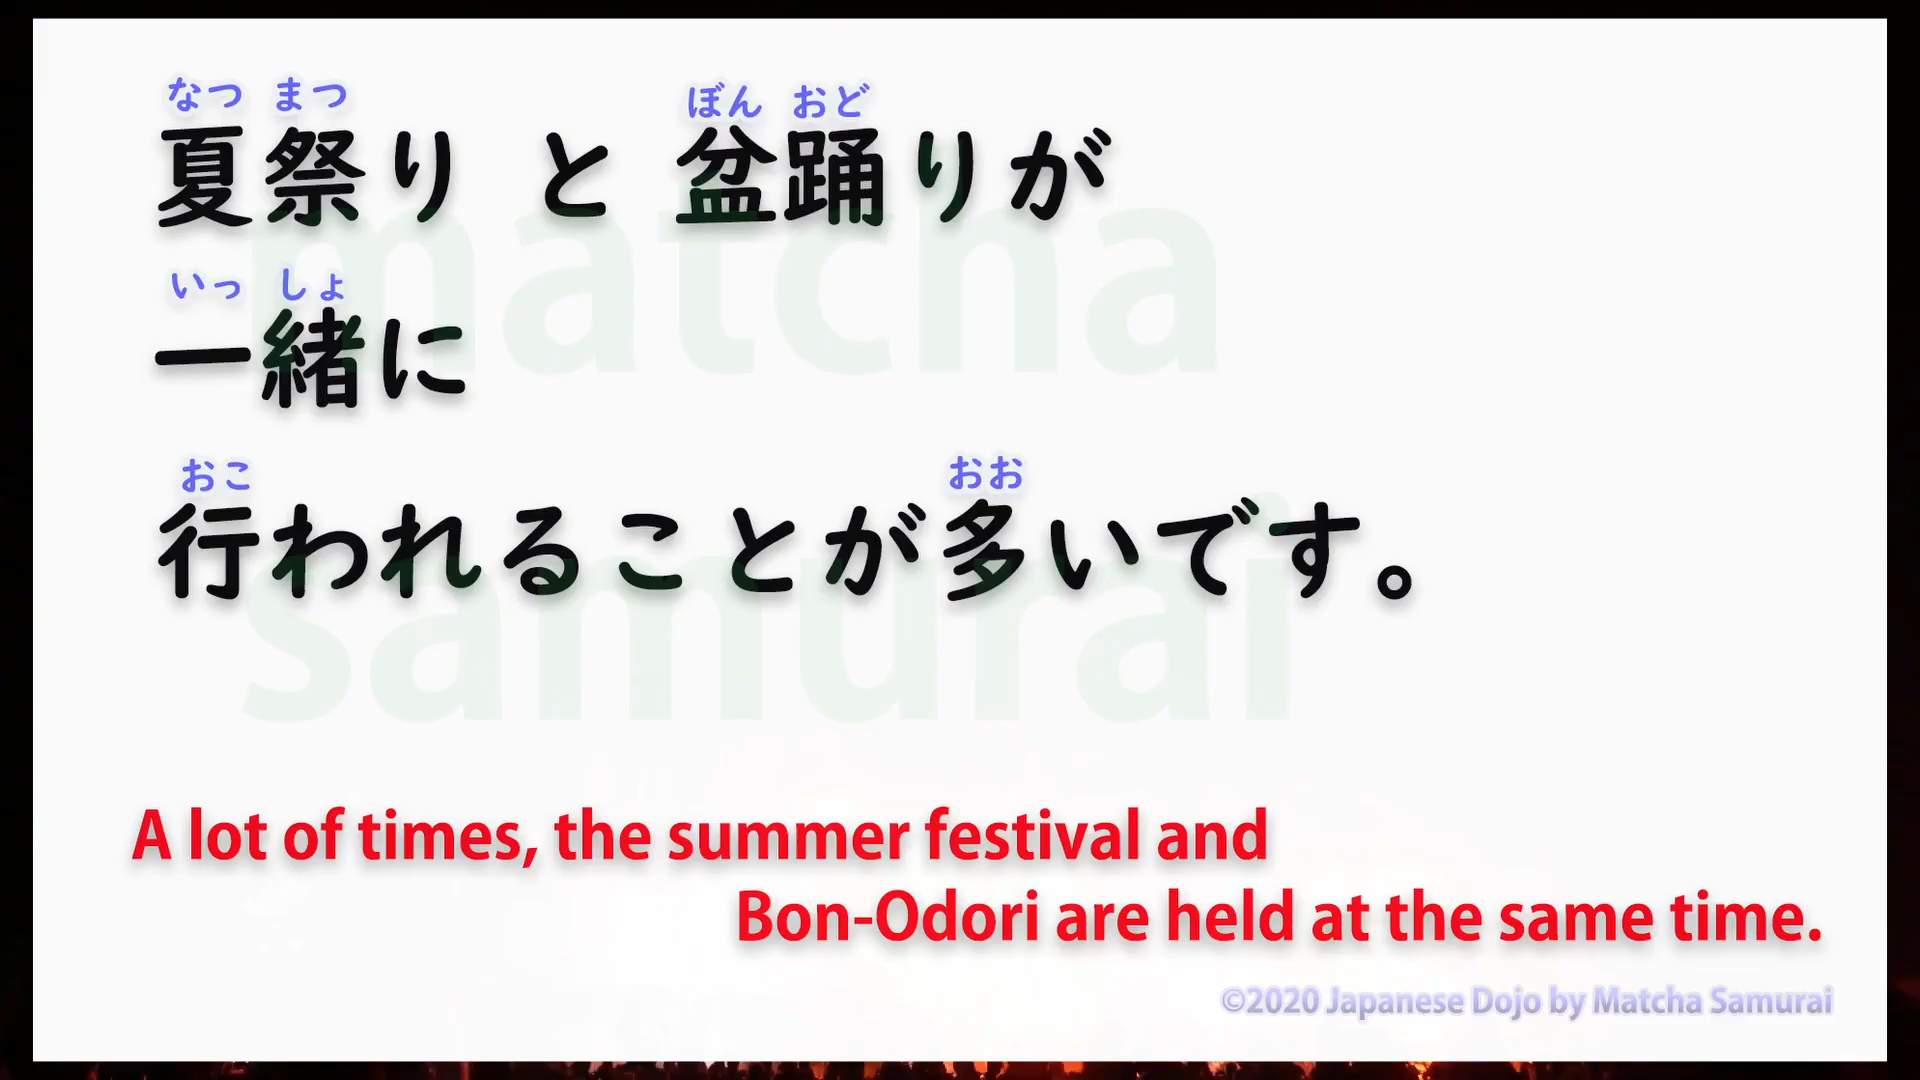 なつ まつ ぼん おど
夏祭り と 盆踊りが
いっ しょ
一緒に
おこ おお
行われることが多いです。
matcha
samurai
A lot of times, the summer festival and
Bon-Odori are held at the same time.
©2020 Japanese Dojo by Matcha Samurai